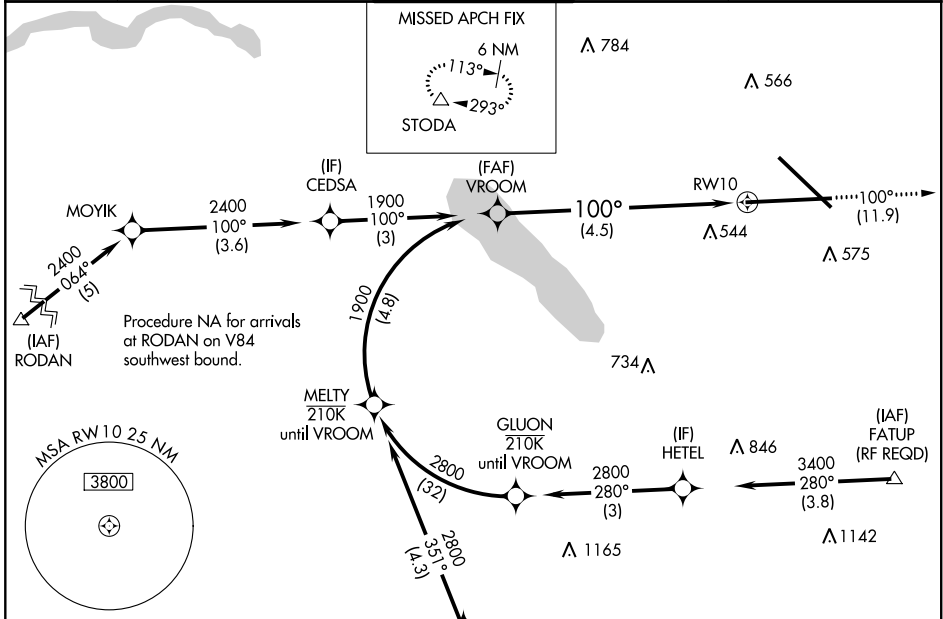 MISSED APCH FIX
6 NM
113°
293°
STODA
784
566
(IF)
CEDSA
(FAF)
VROOM
RW10
MOYIK
2400
100°
(3.6)
1900
100°
(3)
100°
(4.5)
100°
(11.9)
544
575
2400
064°
(5)
(IAF)
RODAN
Procedure NA for arrivals
at RODAN on V84
southwest bound.
1900
(4.8)
734
MELTY
210K
until VROOM
GLUON
210K
until VROOM
(IF)
HETEL
846
(IAF)
FATUP
(RF REQD)
2800
(32)
2800
280°
(3)
3400
280°
(3.8)
MSA RW10 25 NM
3800
2800
351°
(4.3)
1165
1142